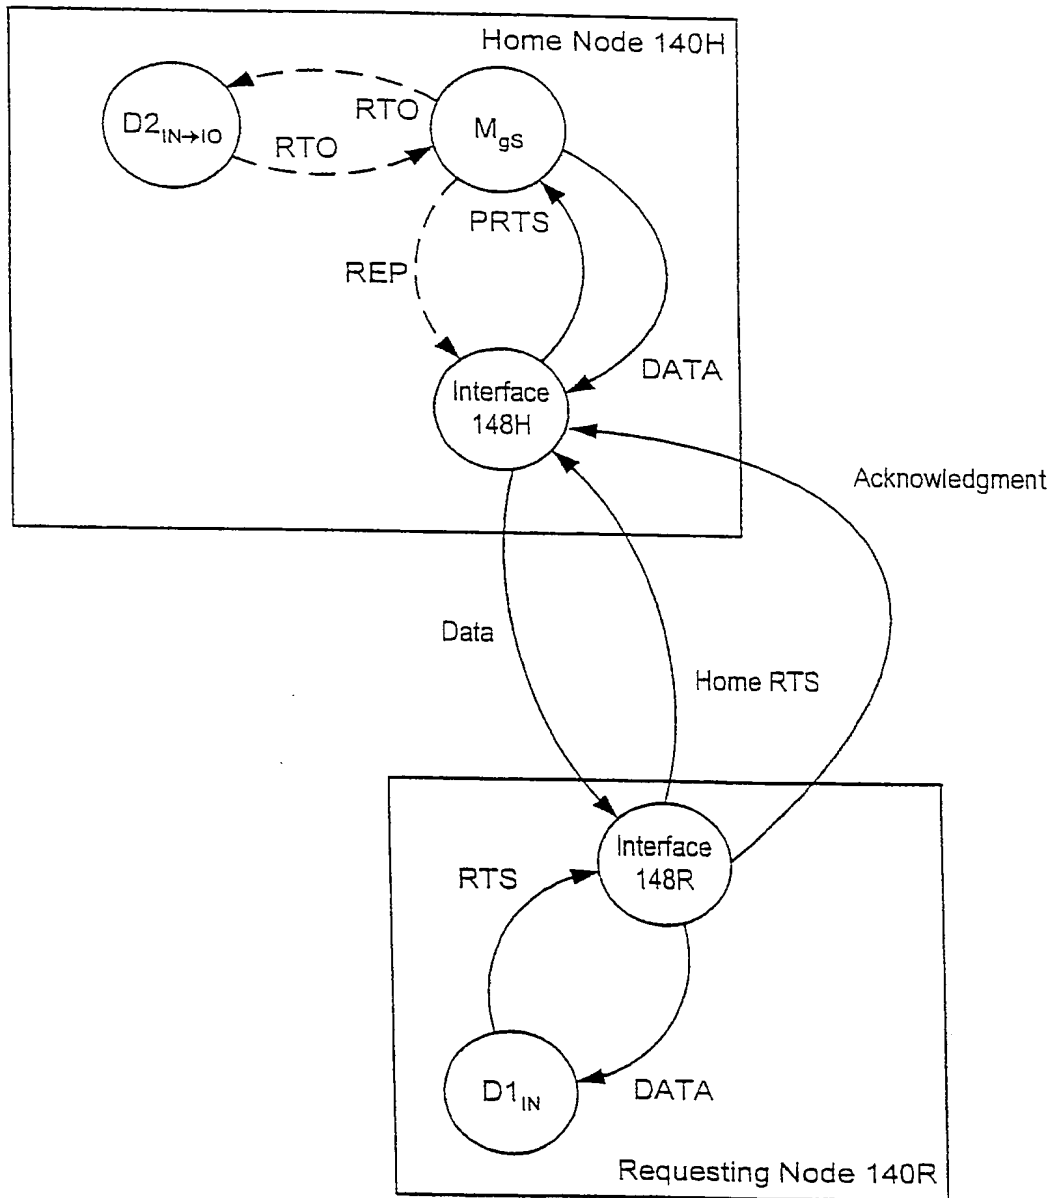 Home Node 140H
D2IN→IO
RTO
RTO
MgS
PRTS
REP
DATA
Interface
148H
Acknowledgment
Data
Home RTS
Interface
148R
RTS
D1IN
DATA
Requesting Node 140R